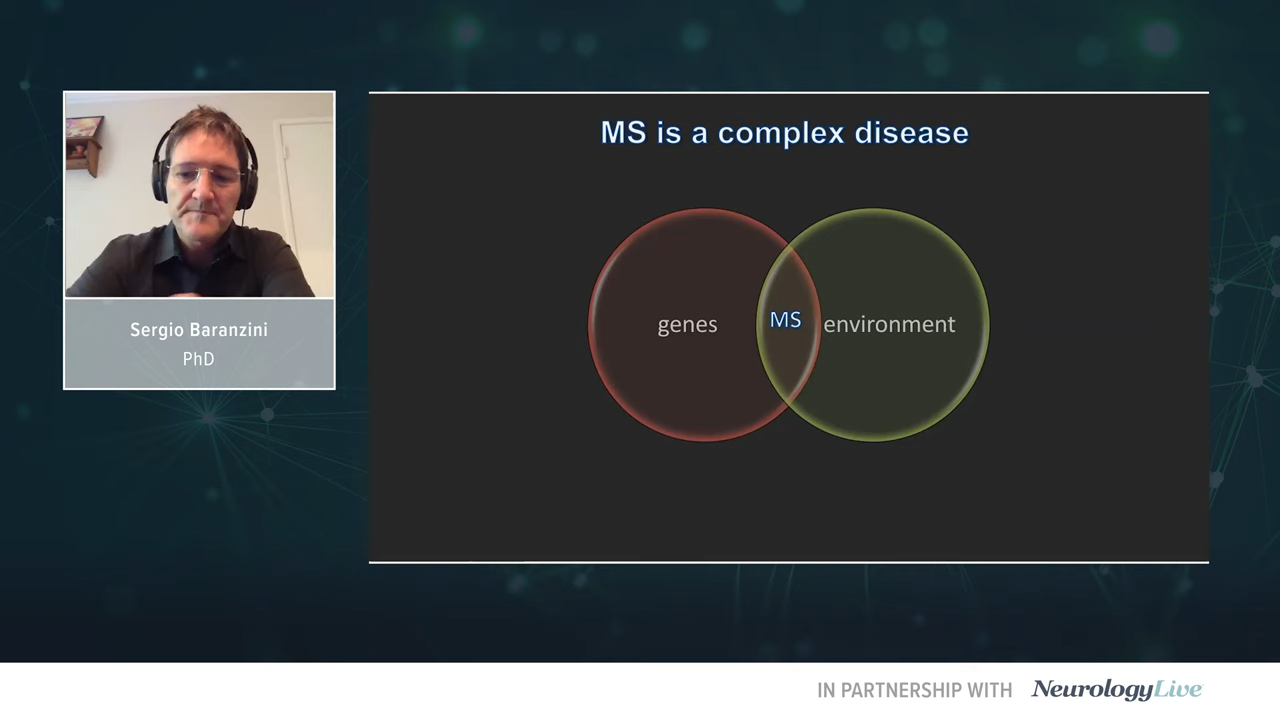 MS is a complex disease
genes
MS
environment
Sergio Baranzini
PhD
IN PARTNERSHIP WITH NeurologyLive